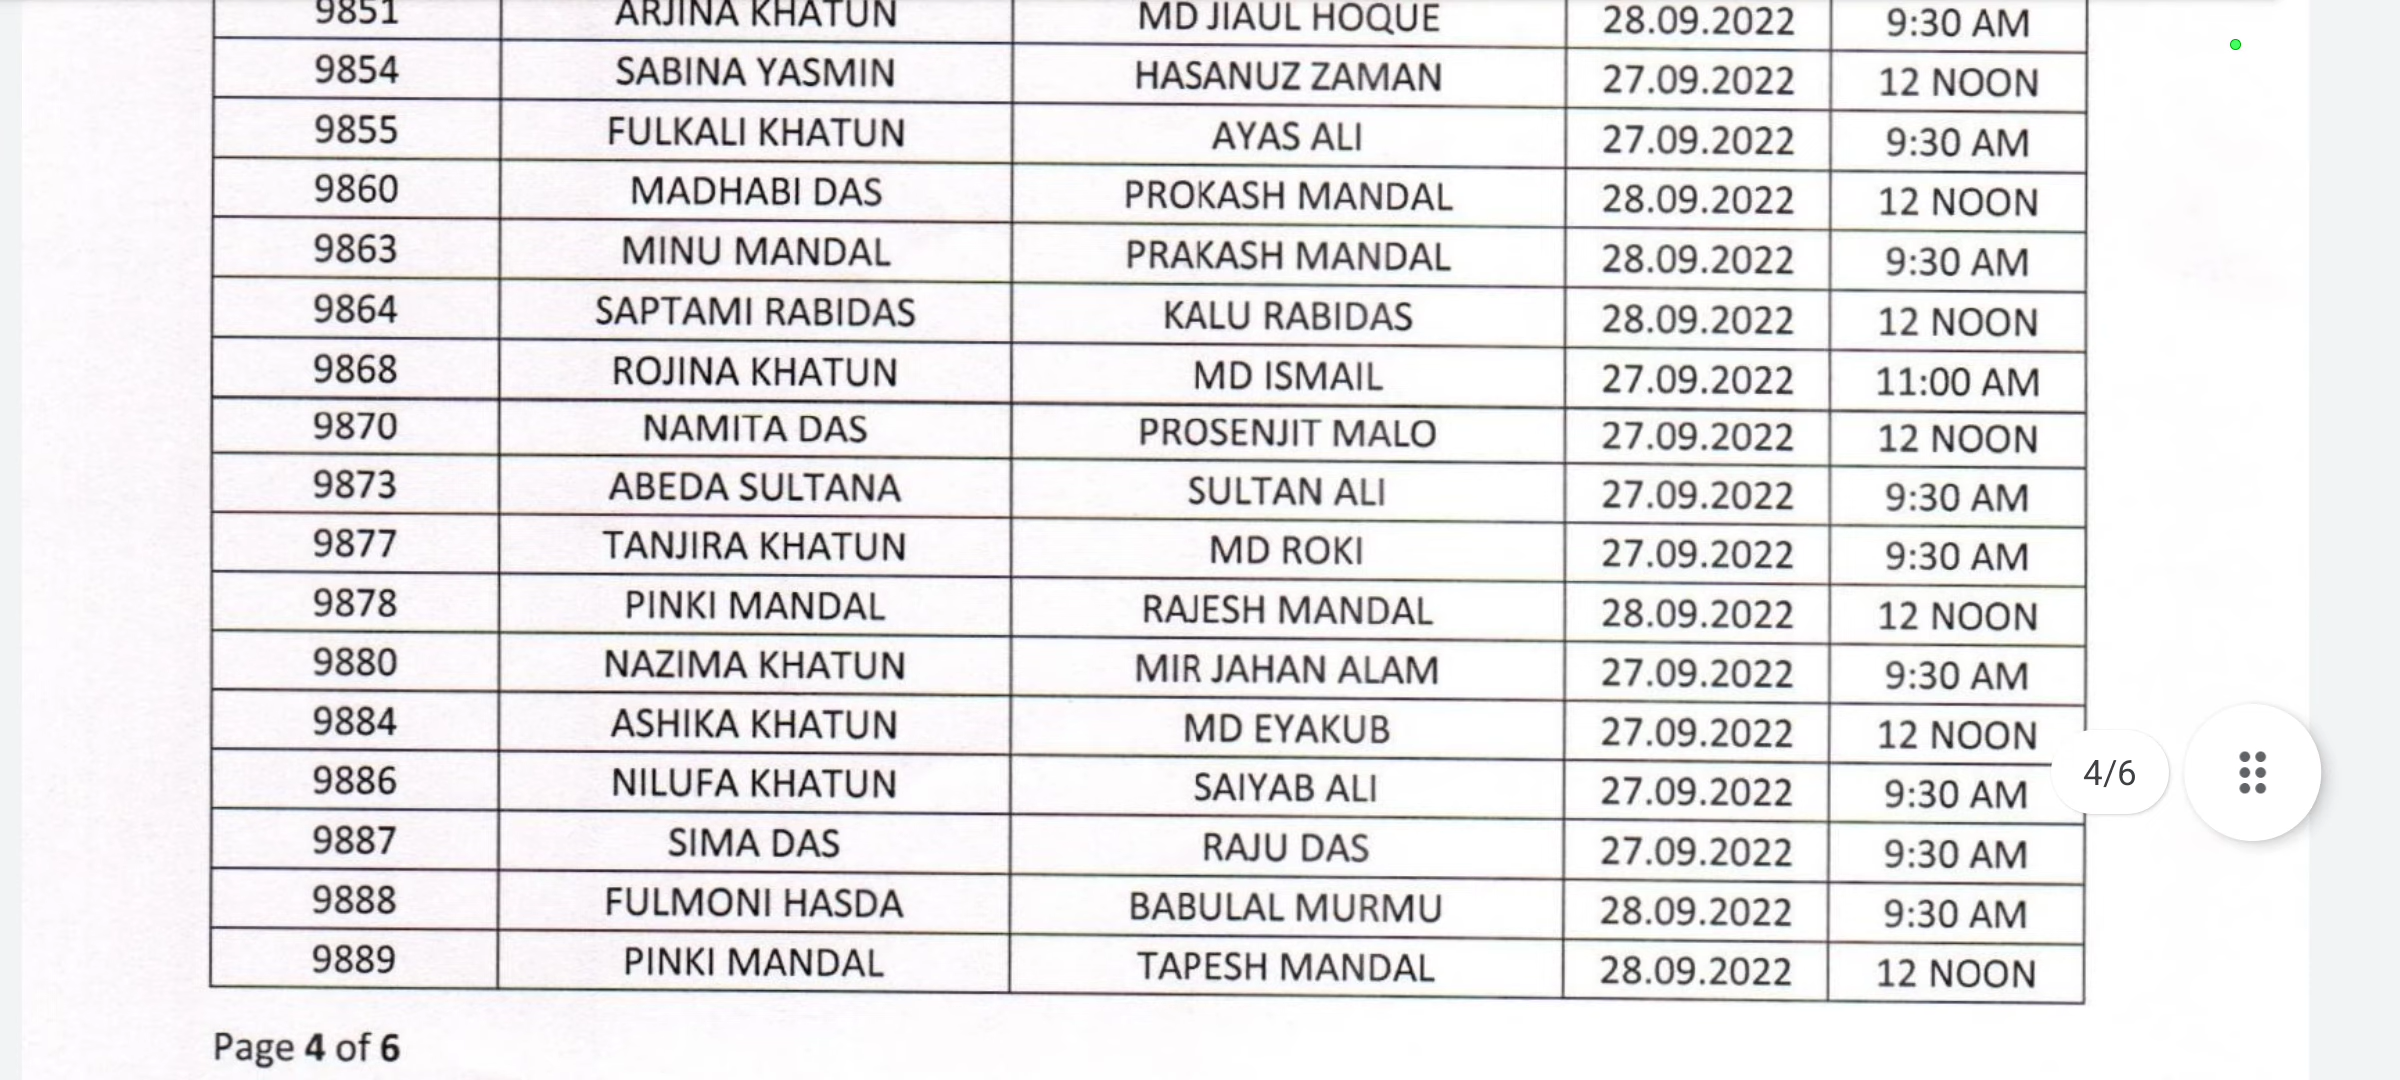 9851 ARJINA KHATUN MD JIAUL HOQUE 28.09.2022 9:30 AM
9854 SABINA YASMIN HASANUZ ZAMAN 27.09.2022 12 NOON
9855 FULKALI KHATUN AYAS ALI 27.09.2022 9:30 AM
9860 MADHABI DAS PROKASH MANDAL 28.09.2022 12 NOON
9863 MINU MANDAL PRAKASH MANDAL 28.09.2022 9:30 AM
9864 SAPTAMI RABIDAS KALU RABIDAS 28.09.2022 12 NOON
9868 ROJINA KHATUN MD ISMAIL 27.09.2022 11:00 AM
9870 NAMITA DAS PROSENJIT MALO 27.09.2022 12 NOON
9873 ABEDA SULTANA SULTAN ALI 27.09.2022 9:30 AM
9877 TANJIRA KHATUN MD ROKI 27.09.2022 9:30 AM
9878 PINKI MANDAL RAJESH MANDAL 28.09.2022 12 NOON
9880 NAZIMA KHATUN MIR JAHAN ALAM 27.09.2022 9:30 AM
9884 ASHIKA KHATUN MD EYAKUB 27.09.2022 12 NOON
9886 NILUFA KHATUN SAIYAB ALI 27.09.2022 9:30 AM
4/6
9887 SIMA DAS RAJU DAS 27.09.2022 9:30 AM
9888 FULMONI HASDA BABULAL MURMU 28.09.2022 9:30 AM
9889 PINKI MANDAL TAPESH MANDAL 28.09.2022 12 NOON
Page 4 of 6